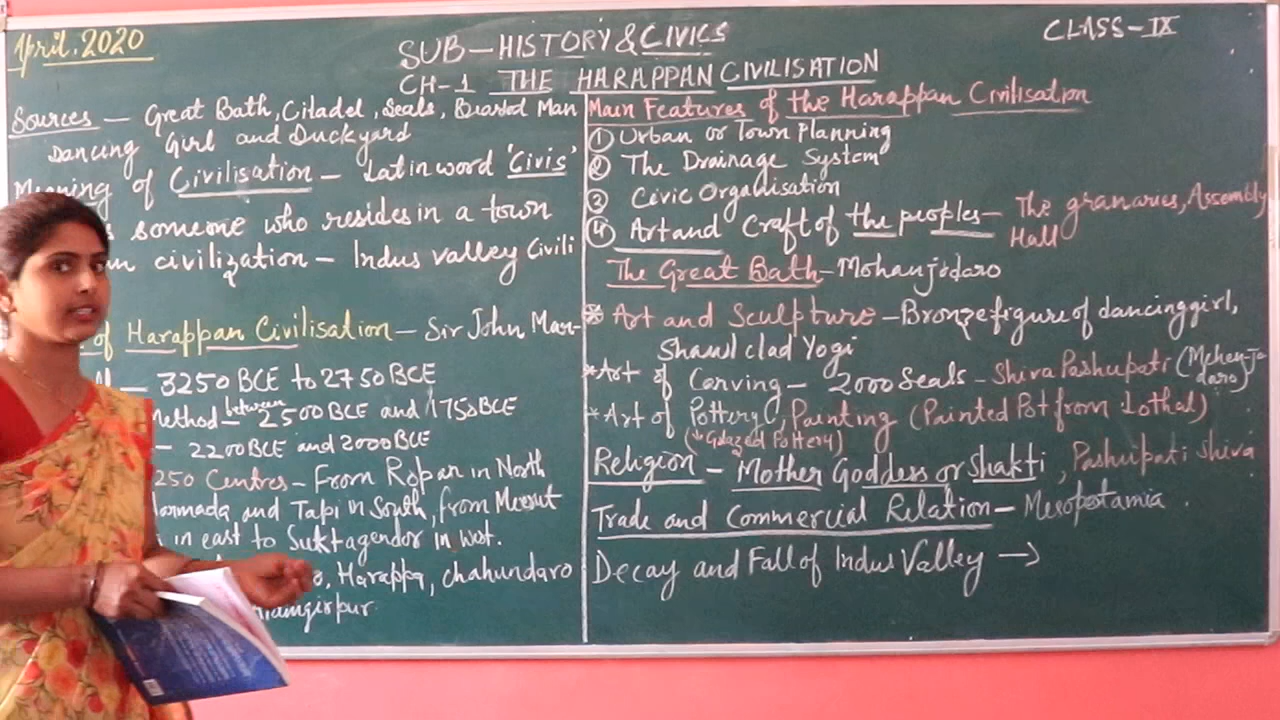 April.2020
SUB-HISTORY & CIVICS
CLASS-IX
CH-1 THE HARAPPAN CIVILISATION
Sources - Great Bath, Citadel, Seals, Bearded Man
Dancing Girl and Duckyard
Meaning of Civilisation - Latin word 'Civis'
someone who resides in a town
civilization - Indus valley Civili
of Harappan Civilisation - Sir John Mar-
- 3250 BCE to 2750 BCE
Method - between 2500 BCE and 1750 BCE
- 2200 BCE and 2000 BCE
250 Centres - From Ropar in North
and Tapi in South, from Meerut
in east to Suktagendor in West.
Harappa, Chahundaro
Main Features of the Harappan Civilisation
① Urban or Town Planning
② The Drainage System
③ Civic Organisation
④ Art and Craft of the peoples - The granaries, Assembly
Hall
The Great Bath - Mohanjodaro
* Art and Sculpture - Bronze figure of dancing girl,
Shawl clad Yogi
* Art of Carving - 2000 Seals - Shiva Pashupati (Mohenjo
daro)
* Art of Pottery, Painting (Painted Pot from Lothal)
(Galazed Pottery)
Religion - Mother Goddess or Shakti, Pashupati Shiva
Trade and Commercial Relation - Mesopotamia.
Decay and Fall of Indus Valley →